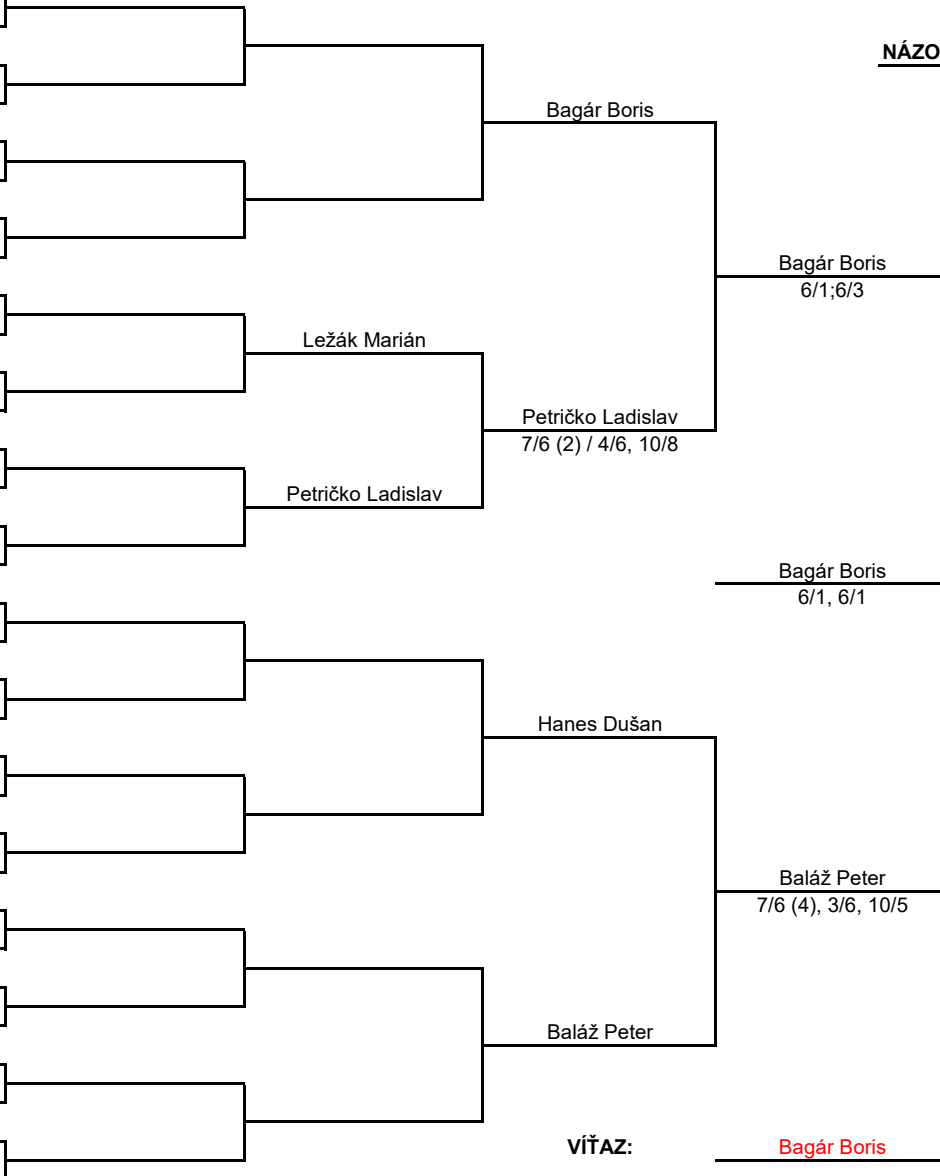 NÁZO
Bagár Boris
Bagár Boris
6/1;6/3
Ležák Marián
Petričko Ladislav
7/6 (2) / 4/6, 10/8
Petričko Ladislav
Bagár Boris
6/1, 6/1
Hanes Dušan
Baláž Peter
7/6 (4), 3/6, 10/5
Baláž Peter
VÍŤAZ: Bagár Boris